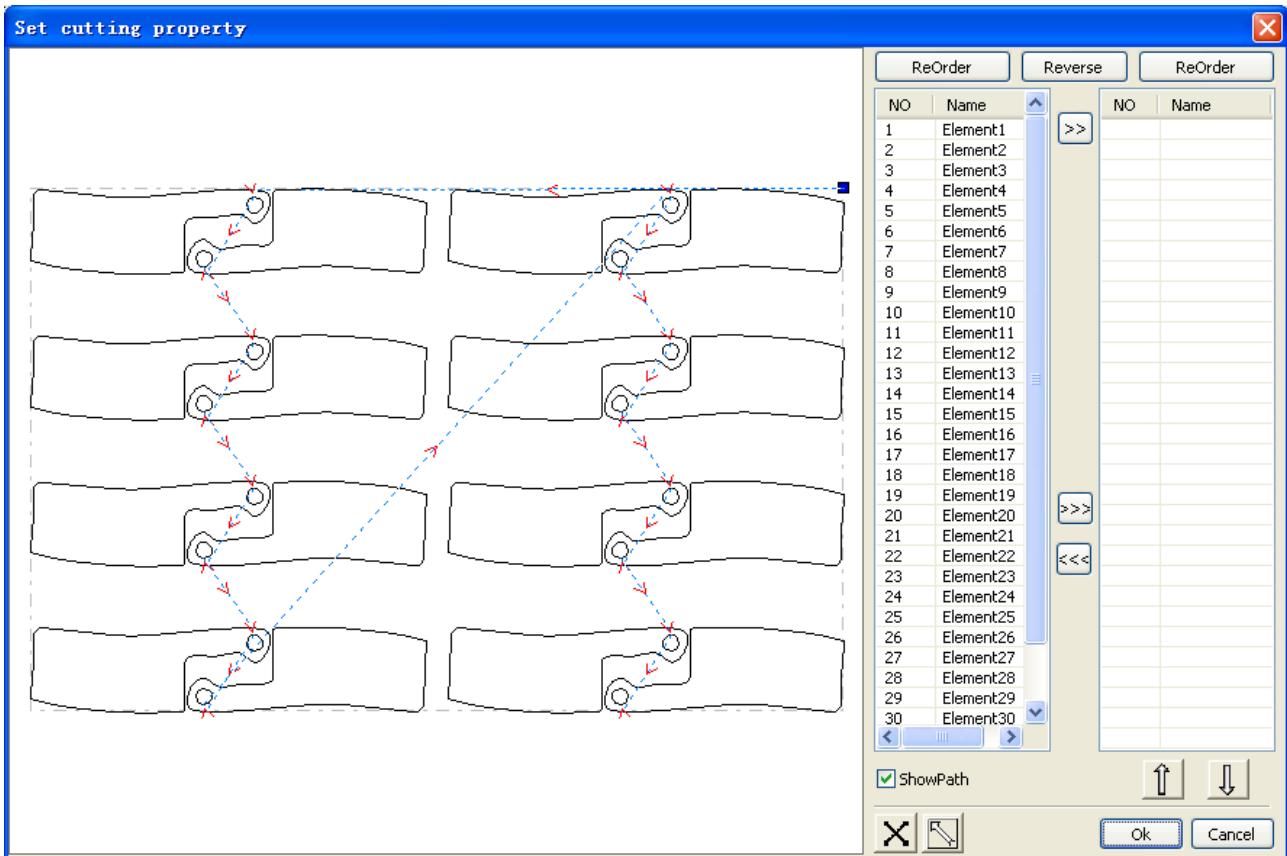 Set cutting property
ReOrder Reverse ReOrder
NO Name NO Name
>>
1 Element1
2 Element2
3 Element3
4 Element4
5 Element5
6 Element6
7 Element7
8 Element8
9 Element9
10 Element10
11 Element11
12 Element12
13 Element13
14 Element14
15 Element15
16 Element16
17 Element17
18 Element18
19 Element19
20 Element20
>>>
21 Element21
22 Element22
<<<
23 Element23
24 Element24
25 Element25
26 Element26
27 Element27
28 Element28
29 Element29
30 Element30
ShowPath
Ok Cancel